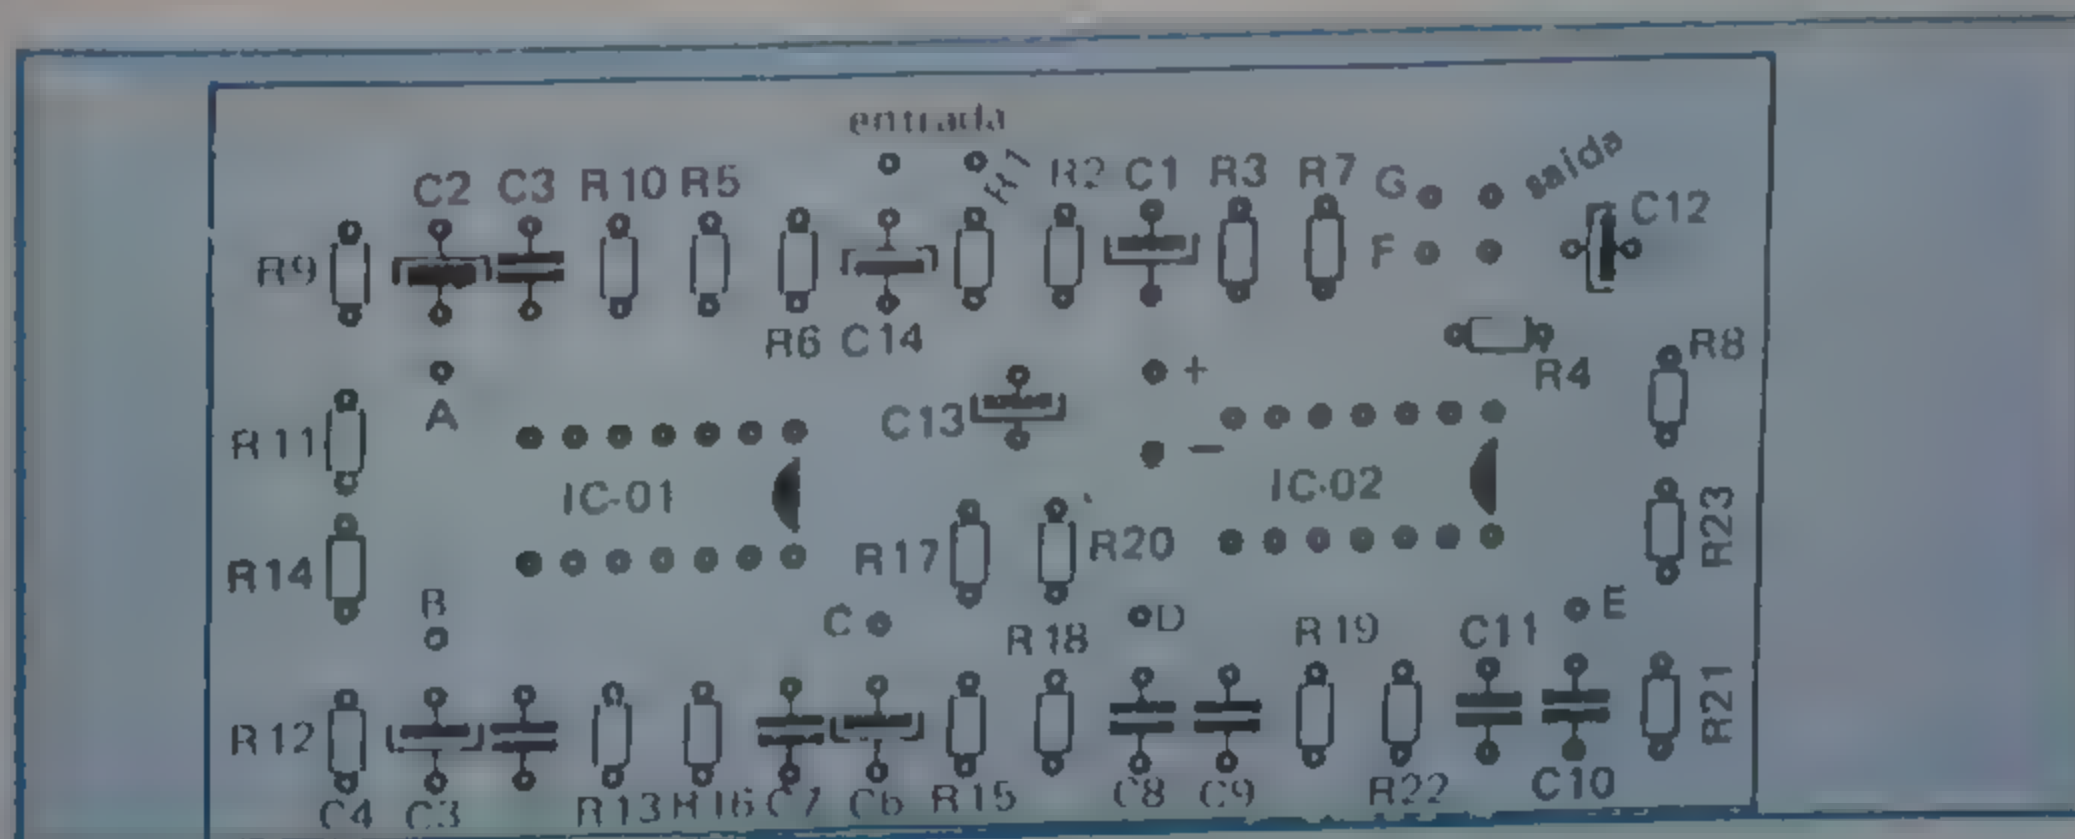 entrada
C2 C3 R10 R5 R1 R2 C1 R3 R7 G saida
C12
R9 F
R6 C14 R4 R8
A C13 +
R11 −
IC-01 IC-02
R14 R17 R20 R23
B C D E
R18 R19 C11
R12 R21
C4 C3 R13 R16 C7 C6 R15 C8 C9 R22 C10